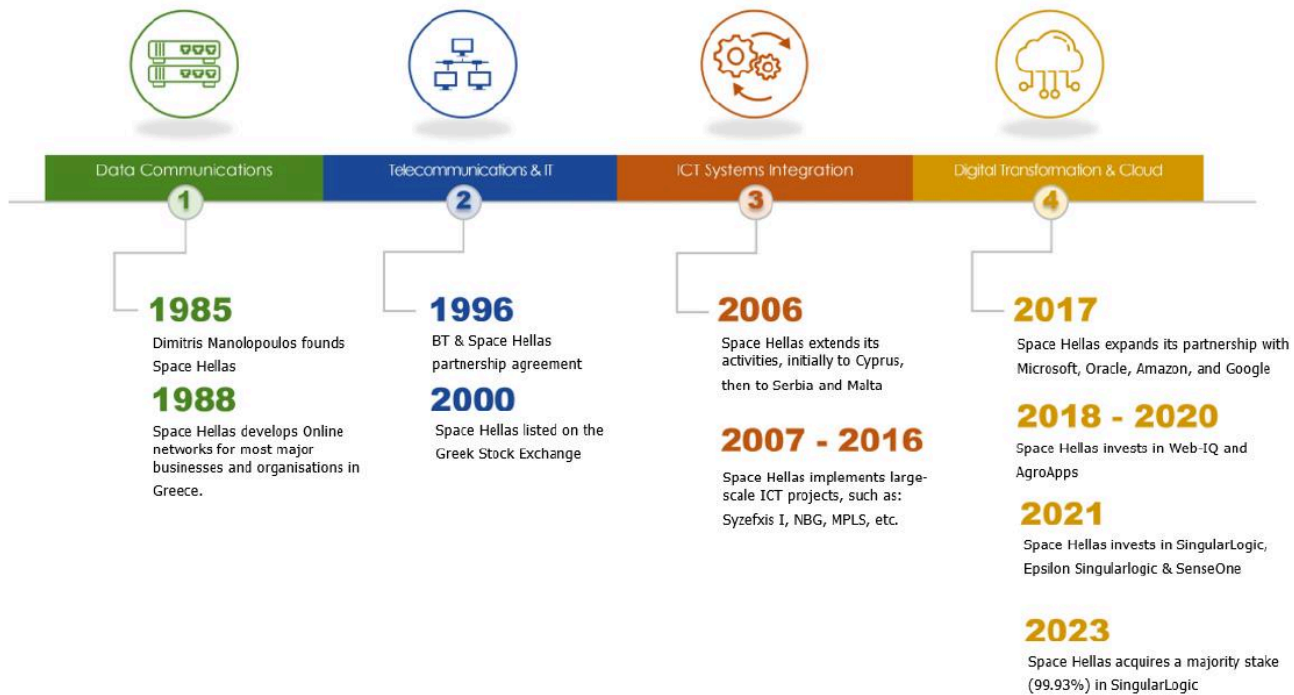 Data Communications
1
1985
Dimitris Manolopoulos founds
Space Hellas
1988
Space Hellas develops Online
networks for most major
businesses and organisations in
Greece.
Telecommunications & IT
2
1996
BT & Space Hellas
partnership agreement
2000
Space Hellas listed on the
Greek Stock Exchange
ICT Systems Integration
3
2006
Space Hellas extends its
activities, initially to Cyprus,
then to Serbia and Malta
2007 - 2016
Space Hellas implements large-
scale ICT projects, such as:
Syzefxis I, NBG, MPLS, etc.
Digital Transformation & Cloud
4
2017
Space Hellas expands its partnership with
Microsoft, Oracle, Amazon, and Google
2018 - 2020
Space Hellas invests in Web-IQ and
AgroApps
2021
Space Hellas invests in SingularLogic,
Epsilon Singularlogic & SenseOne
2023
Space Hellas acquires a majority stake
(99.93%) in SingularLogic